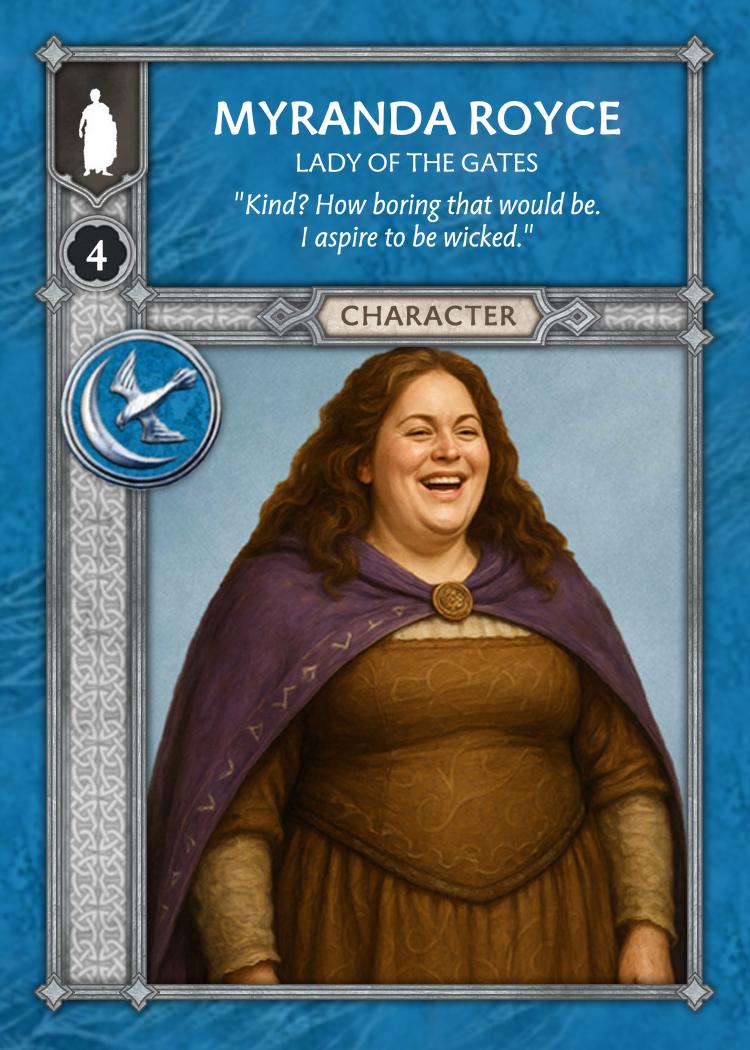 MYRANDA ROYCE
LADY OF THE GATES
"Kind? How boring that would be.
I aspire to be wicked."
4
CHARACTER